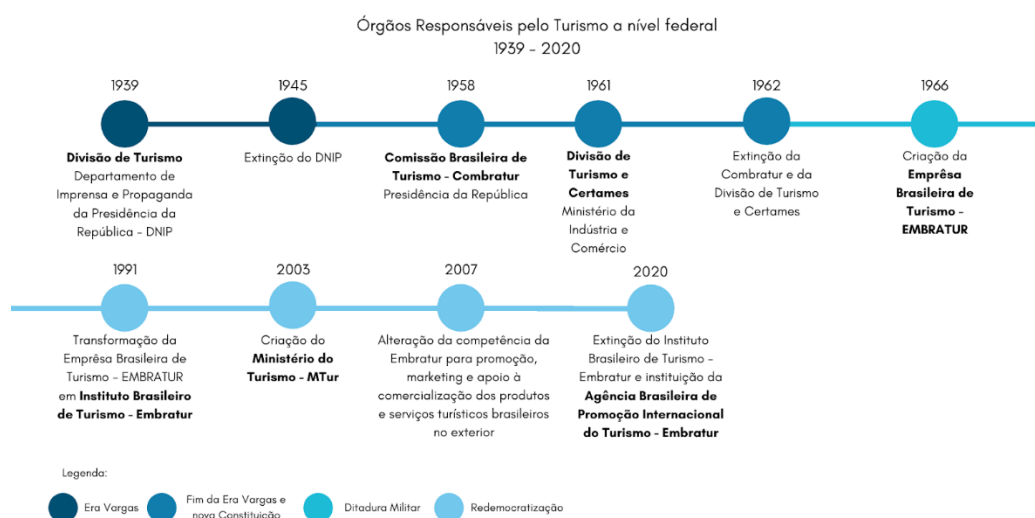 Órgãos Responsáveis pelo Turismo a nível federal
1939 - 2020
1939
Divisão de Turismo
Departamento de
Imprensa e Propaganda
da Presidência da
República - DNIP
1945
Extinção do DNIP
1958
Comissão Brasileira de
Turismo - Combratur
Presidência da República
1961
Divisão de
Turismo e
Certames
Ministério da
Indústria e
Comércio
1962
Extinção da
Combratur e da
Divisão de Turismo
e Certames
1966
Criação da
Emprêsa
Brasileira de
Turismo -
EMBRATUR
1991
Transformação da
Emprêsa Brasileira de
Turismo - EMBRATUR
em Instituto Brasileiro
de Turismo - Embratur
2003
Criação do
Ministério do
Turismo - MTur
2007
Alteração da competência da
Embratur para promoção,
marketing e apoio à
comercialização dos produtos
e serviços turísticos brasileiros
no exterior
2020
Extinção do Instituto
Brasileiro de Turismo -
Embratur e instituição da
Agência Brasileira de
Promoção Internacional
do Turismo - Embratur
Legenda:
Era Vargas
Fim da Era Vargas e
nova Constituição
Ditadura Militar
Redemocratização